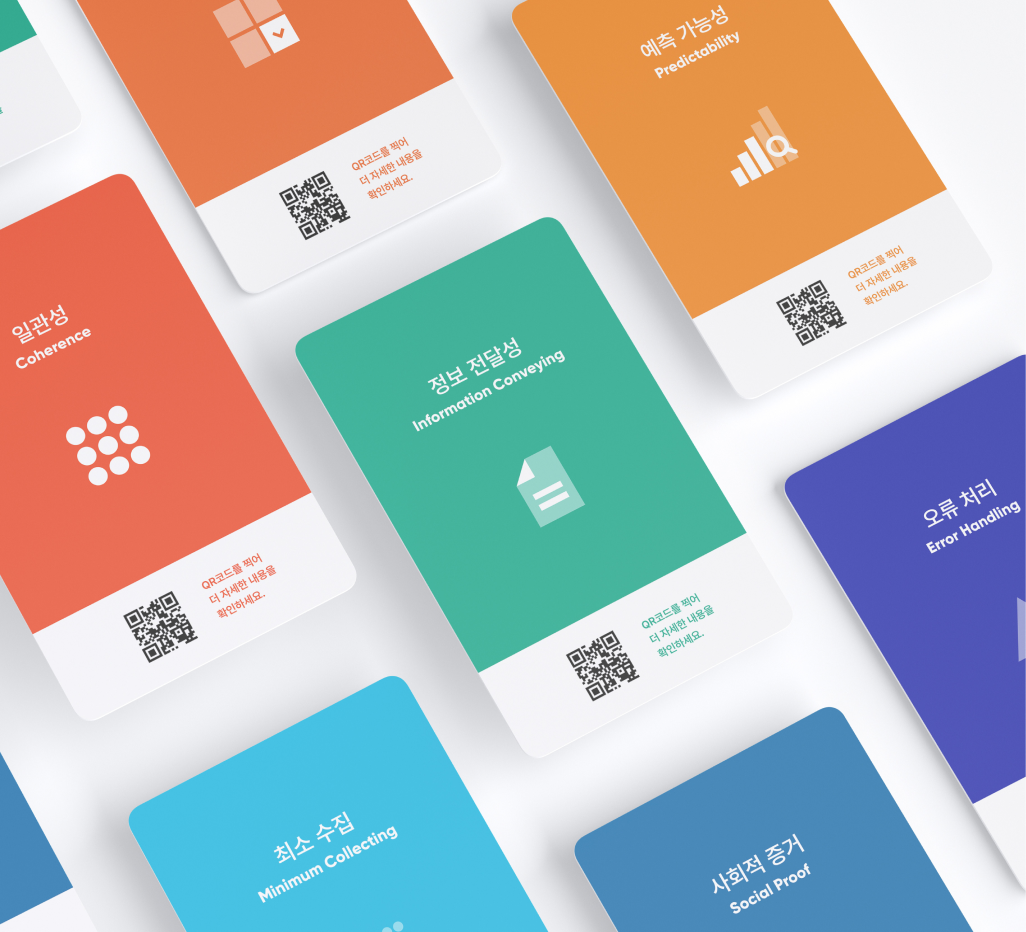 예측 가능성
Predictability
QR코드를 찍어
더 자세한 내용을
확인하세요.
QR코드를 찍어
더 자세한 내용을
확인하세요.
일관성
Coherence
QR코드를 찍어
더 자세한 내용을
확인하세요.
정보 전달성
Information Conveying
QR코드를 찍어
더 자세한 내용을
확인하세요.
오류 처리
Error Handling
최소 수집
Minimum Collecting
사회적 증거
Social Proof